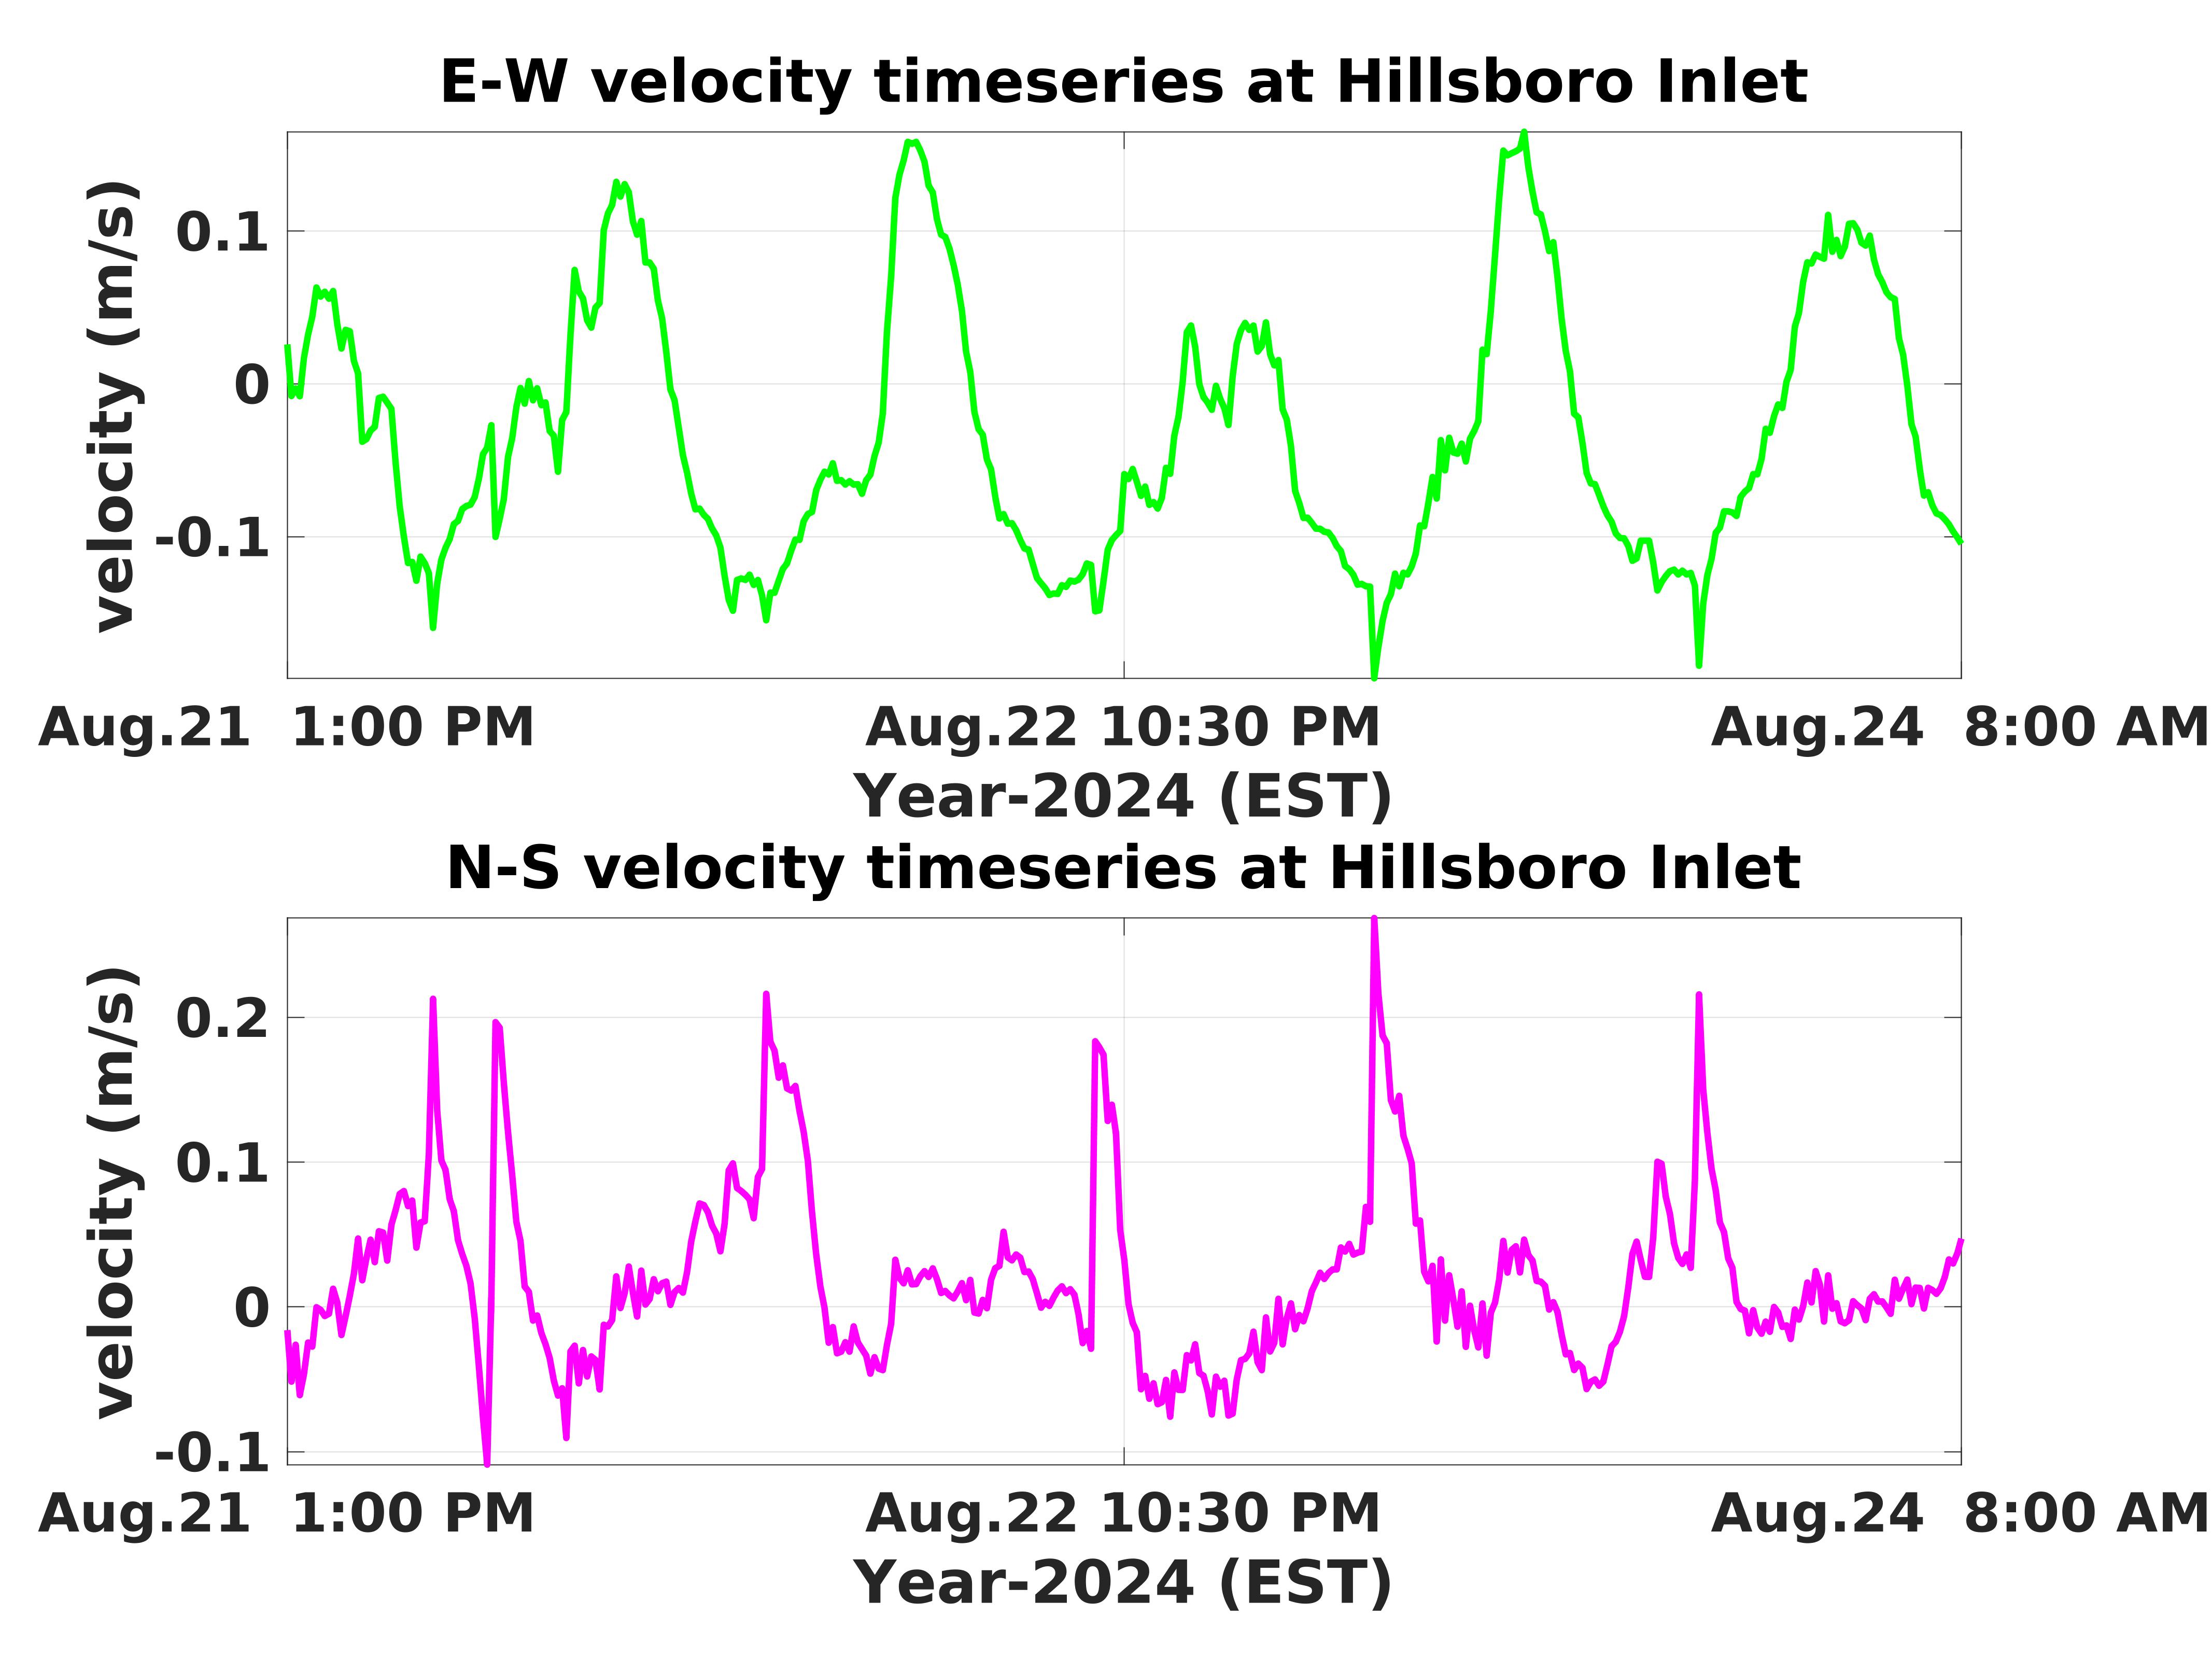 E-W velocity timeseries at Hillsboro Inlet
velocity (m/s)
0.1
0
-0.1
Aug.21  1:00 PM
Aug.22 10:30 PM
Aug.24  8:00 AM
Year-2024 (EST)
N-S velocity timeseries at Hillsboro Inlet
velocity (m/s)
0.2
0.1
0
-0.1
Aug.21  1:00 PM
Aug.22 10:30 PM
Aug.24  8:00 AM
Year-2024 (EST)